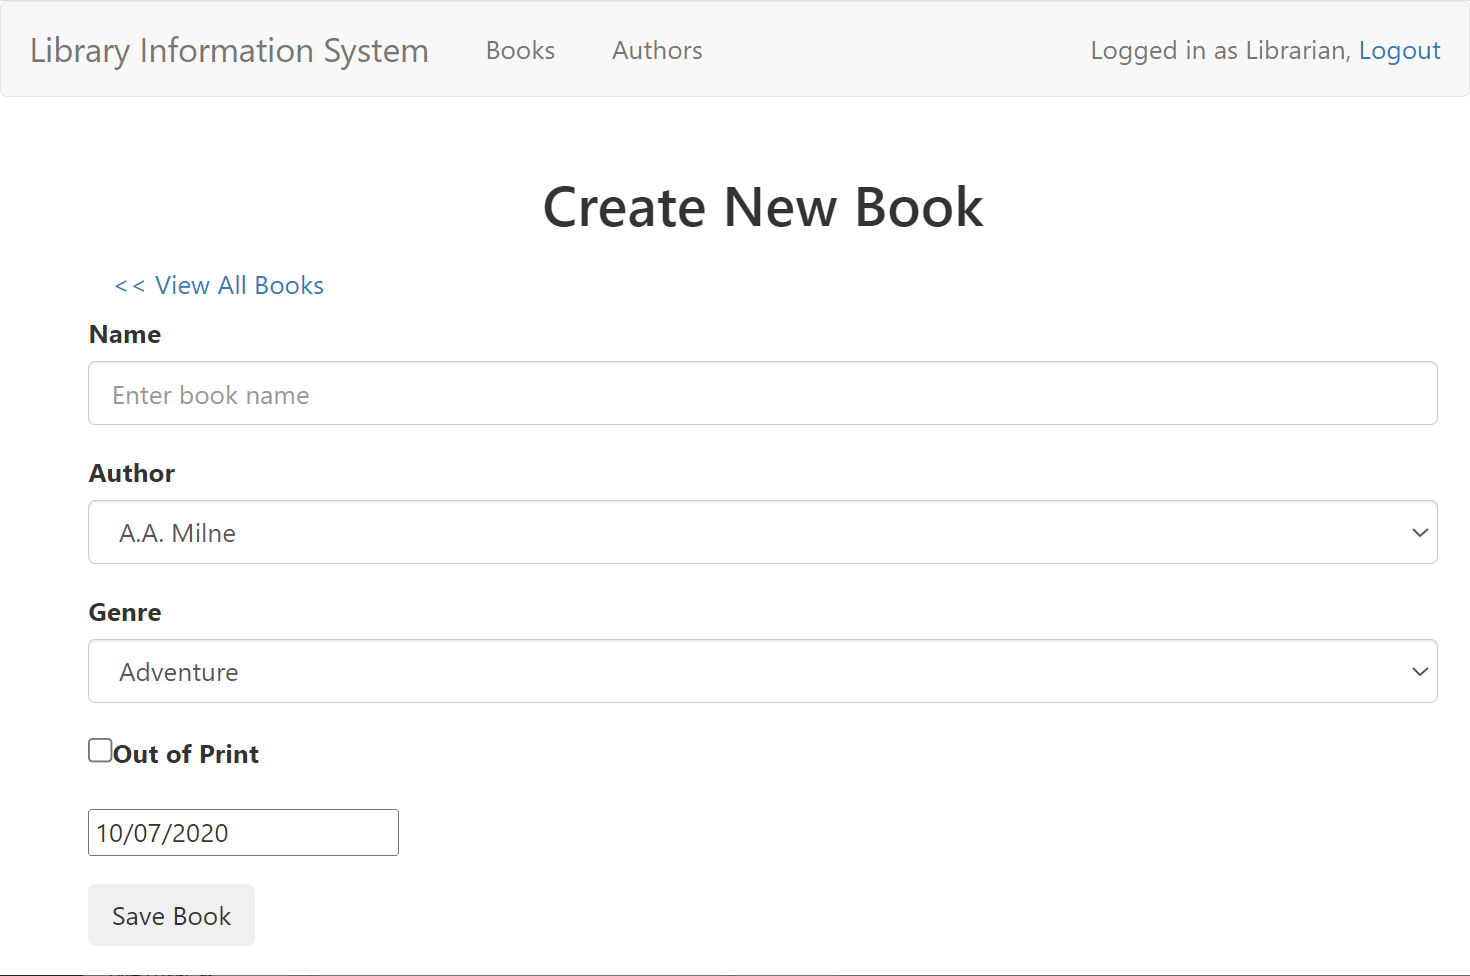 Library Information System Books Authors Logged in as Librarian, Logout
Create New Book
<< View All Books
Name
Enter book name
Author
A.A. Milne
Genre
Adventure
Out of Print
10/07/2020
Save Book